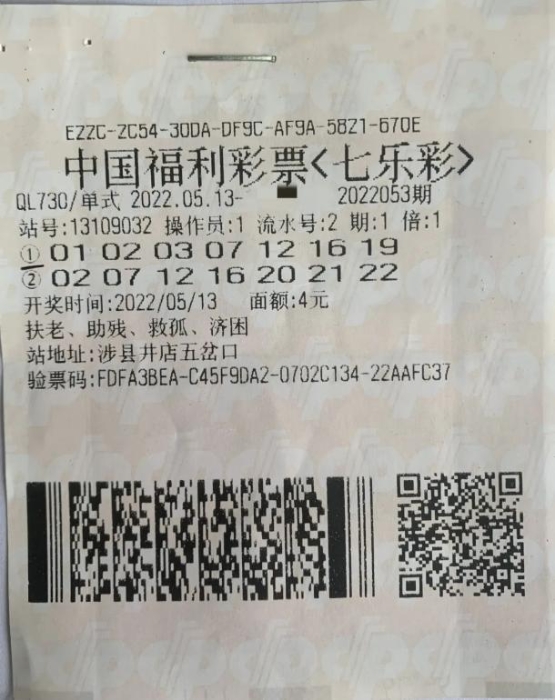 E22C-2C54-30DA-DF9C-AF9A-5821-670E
中国福利彩票<七乐彩>
QL730/单式 2022.05.13- 2022053期
站号:13109032 操作员:1 流水号:2 期:1 倍:1
① 01 02 03 07 12 16 19
② 02 07 12 16 20 21 22
开奖时间:2022/05/13 面额:4元
扶老、助残、救孤、济困
站地址:涉县井店五岔口
验票码:FDFA3BEA-C45F9DA2-0702C134-22AAFC37